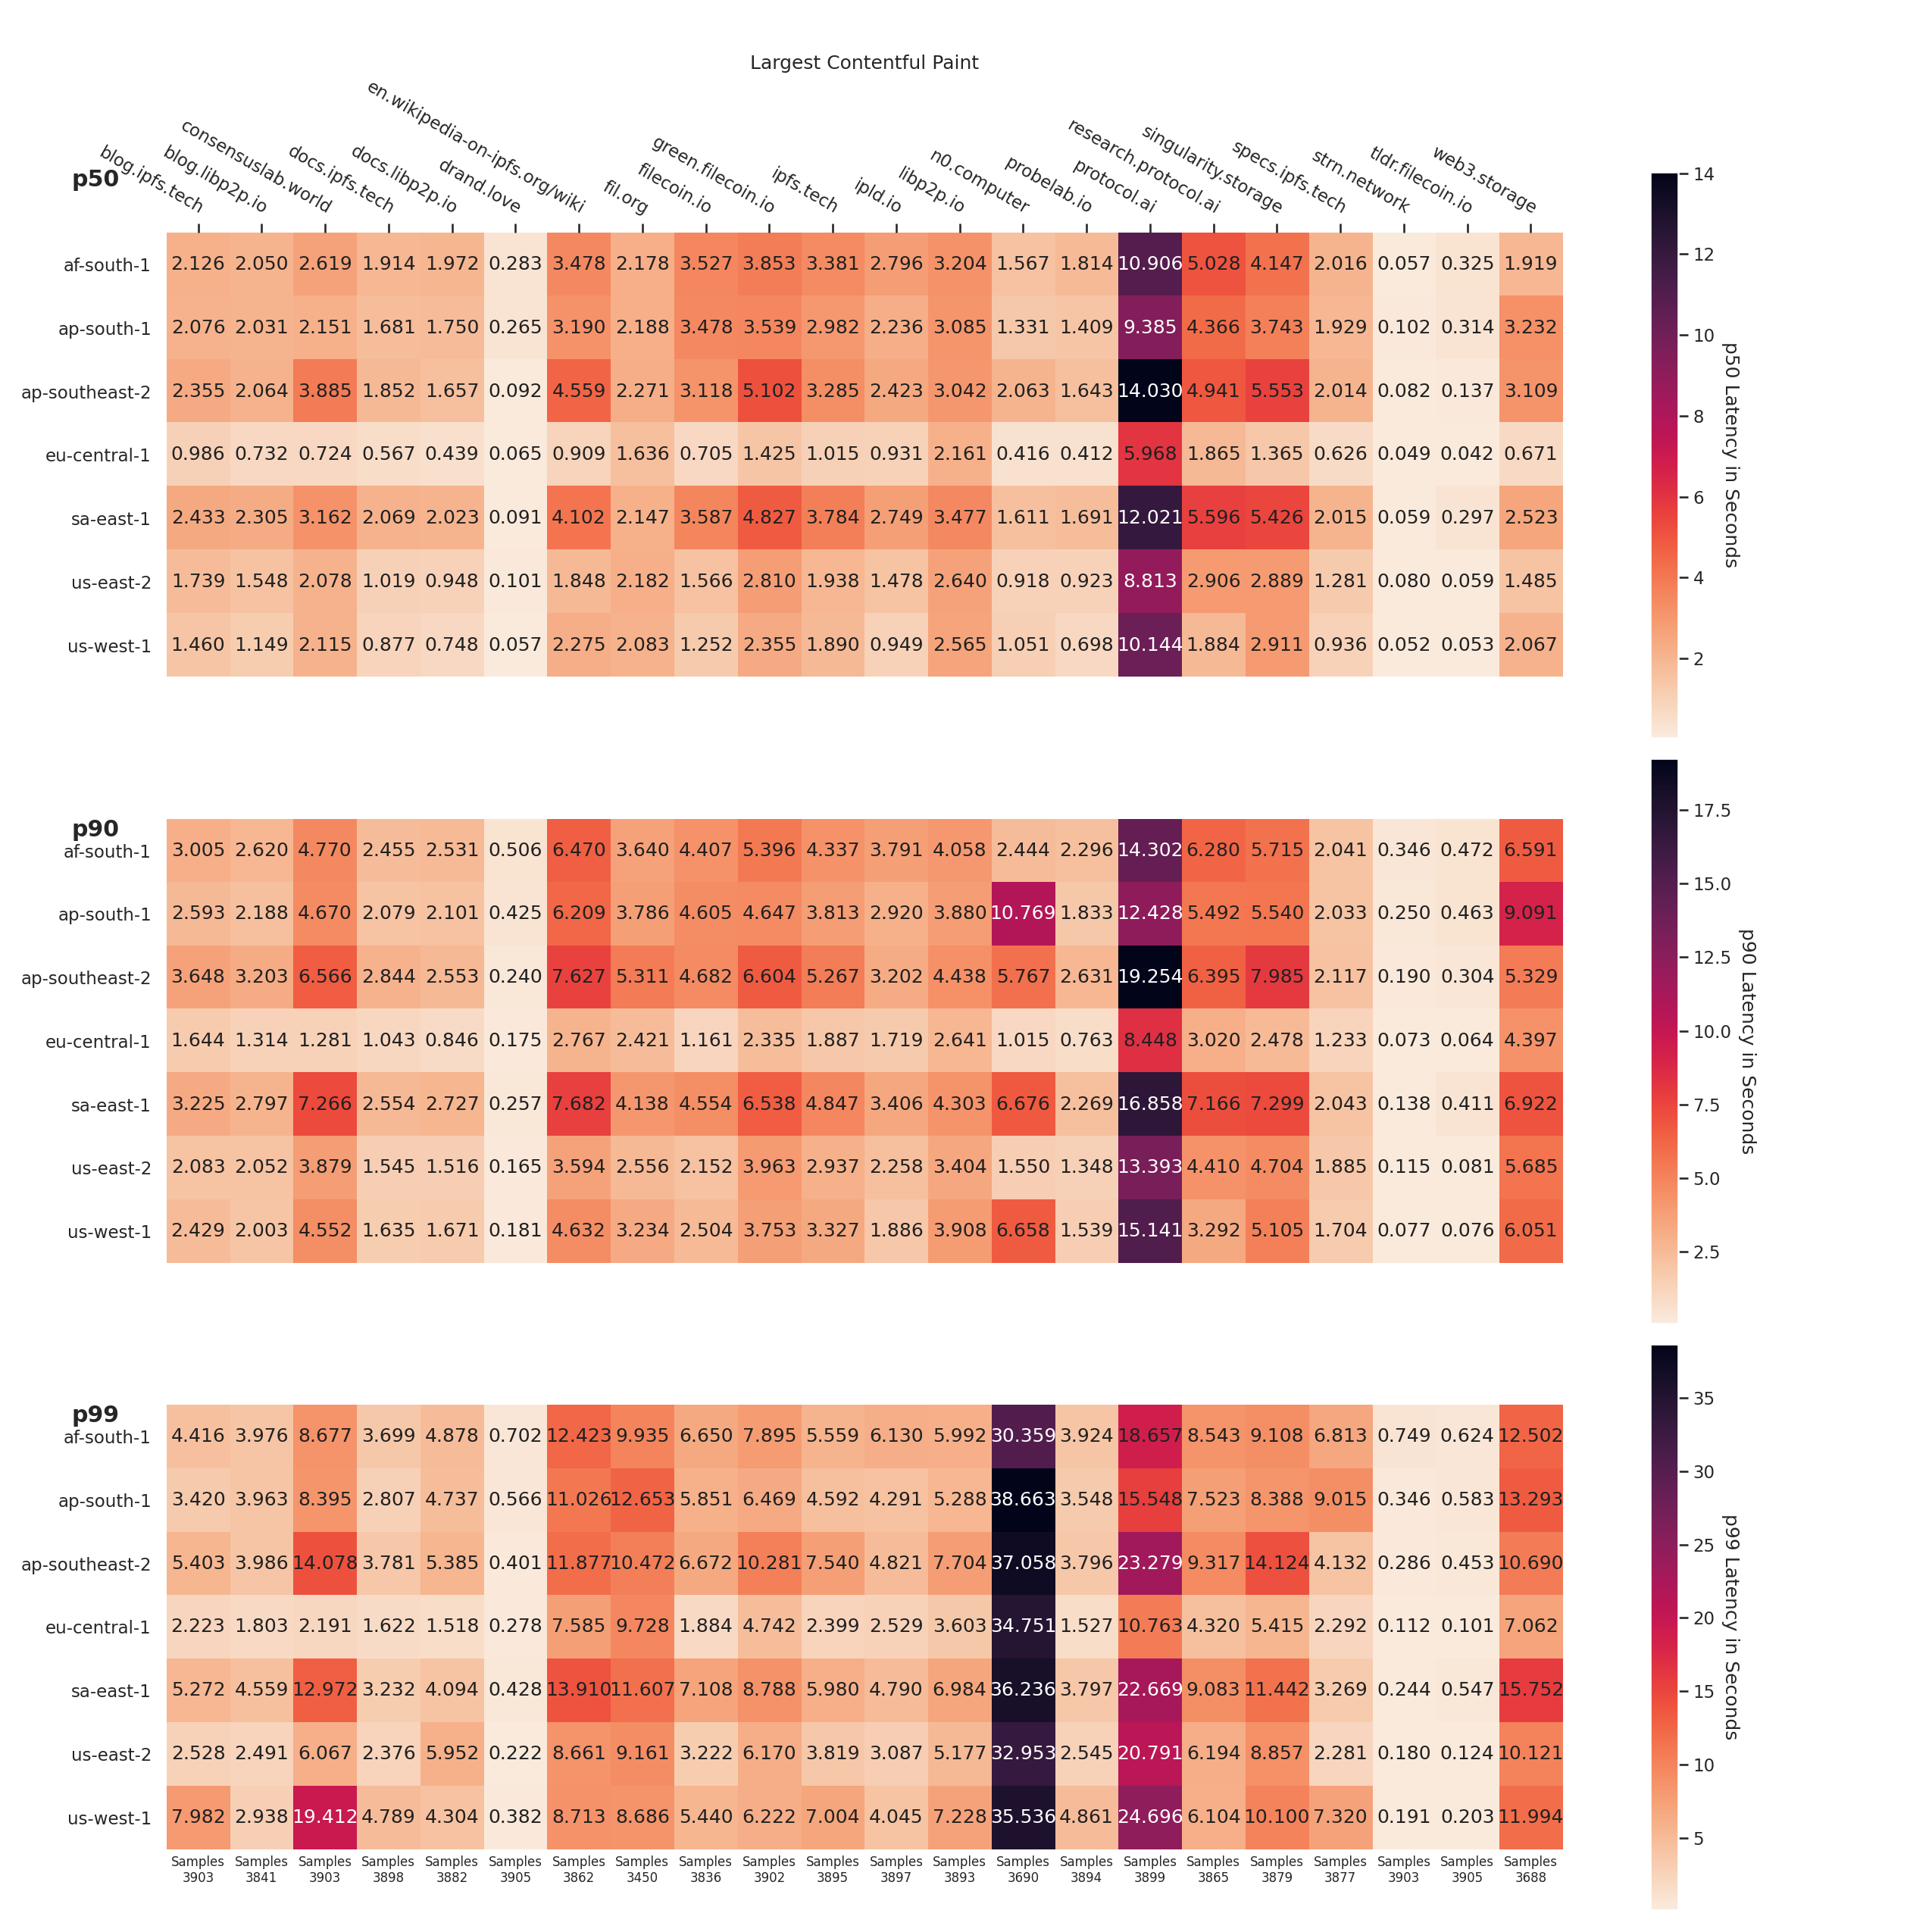 Largest Contentful Paint
p50
blog.ipfs.tech
blog.libp2p.io
consensuslab.world
docs.ipfs.tech
docs.libp2p.io
drand.love
en.wikipedia-on-ipfs.org/wiki
fil.org
filecoin.io
green.filecoin.io
ipfs.tech
ipld.io
libp2p.io
n0.computer
probelab.io
protocol.ai
research.protocol.ai
singularity.storage
specs.ipfs.tech
strn.network
tldr.filecoin.io
web3.storage
af-south-1 2.126 2.050 2.619 1.914 1.972 0.283 3.478 2.178 3.527 3.853 3.381 2.796 3.204 1.567 1.814 10.906 5.028 4.147 2.016 0.057 0.325 1.919
ap-south-1 2.076 2.031 2.151 1.681 1.750 0.265 3.190 2.188 3.478 3.539 2.982 2.236 3.085 1.331 1.409 9.385 4.366 3.743 1.929 0.102 0.314 3.232
ap-southeast-2 2.355 2.064 3.885 1.852 1.657 0.092 4.559 2.271 3.118 5.102 3.285 2.423 3.042 2.063 1.643 14.030 4.941 5.553 2.014 0.082 0.137 3.109
eu-central-1 0.986 0.732 0.724 0.567 0.439 0.065 0.909 1.636 0.705 1.425 1.015 0.931 2.161 0.416 0.412 5.968 1.865 1.365 0.626 0.049 0.042 0.671
sa-east-1 2.433 2.305 3.162 2.069 2.023 0.091 4.102 2.147 3.587 4.827 3.784 2.749 3.477 1.611 1.691 12.021 5.596 5.426 2.015 0.059 0.297 2.523
us-east-2 1.739 1.548 2.078 1.019 0.948 0.101 1.848 2.182 1.566 2.810 1.938 1.478 2.640 0.918 0.923 8.813 2.906 2.889 1.281 0.080 0.059 1.485
us-west-1 1.460 1.149 2.115 0.877 0.748 0.057 2.275 2.083 1.252 2.355 1.890 0.949 2.565 1.051 0.698 10.144 1.884 2.911 0.936 0.052 0.053 2.067
14
12
10
8
6
4
2
p50 Latency in Seconds
p90
af-south-1 3.005 2.620 4.770 2.455 2.531 0.506 6.470 3.640 4.407 5.396 4.337 3.791 4.058 2.444 2.296 14.302 6.280 5.715 2.041 0.346 0.472 6.591
ap-south-1 2.593 2.188 4.670 2.079 2.101 0.425 6.209 3.786 4.605 4.647 3.813 2.920 3.880 10.769 1.833 12.428 5.492 5.540 2.033 0.250 0.463 9.091
ap-southeast-2 3.648 3.203 6.566 2.844 2.553 0.240 7.627 5.311 4.682 6.604 5.267 3.202 4.438 5.767 2.631 19.254 6.395 7.985 2.117 0.190 0.304 5.329
eu-central-1 1.644 1.314 1.281 1.043 0.846 0.175 2.767 2.421 1.161 2.335 1.887 1.719 2.641 1.015 0.763 8.448 3.020 2.478 1.233 0.073 0.064 4.397
sa-east-1 3.225 2.797 7.266 2.554 2.727 0.257 7.682 4.138 4.554 6.538 4.847 3.406 4.303 6.676 2.269 16.858 7.166 7.299 2.043 0.138 0.411 6.922
us-east-2 2.083 2.052 3.879 1.545 1.516 0.165 3.594 2.556 2.152 3.963 2.937 2.258 3.404 1.550 1.348 13.393 4.410 4.704 1.885 0.115 0.081 5.685
us-west-1 2.429 2.003 4.552 1.635 1.671 0.181 4.632 3.234 2.504 3.753 3.327 1.886 3.908 6.658 1.539 15.141 3.292 5.105 1.704 0.077 0.076 6.051
17.5
15.0
12.5
10.0
7.5
5.0
2.5
p90 Latency in Seconds
p99
af-south-1 4.416 3.976 8.677 3.699 4.878 0.702 12.423 9.935 6.650 7.895 5.559 6.130 5.992 30.359 3.924 18.657 8.543 9.108 6.813 0.749 0.624 12.502
ap-south-1 3.420 3.963 8.395 2.807 4.737 0.566 11.026 12.653 5.851 6.469 4.592 4.291 5.288 38.663 3.548 15.548 7.523 8.388 9.015 0.346 0.583 13.293
ap-southeast-2 5.403 3.986 14.078 3.781 5.385 0.401 11.877 10.472 6.672 10.281 7.540 4.821 7.704 37.058 3.796 23.279 9.317 14.124 4.132 0.286 0.453 10.690
eu-central-1 2.223 1.803 2.191 1.622 1.518 0.278 7.585 9.728 1.884 4.742 2.399 2.529 3.603 34.751 1.527 10.763 4.320 5.415 2.292 0.112 0.101 7.062
sa-east-1 5.272 4.559 12.972 3.232 4.094 0.428 13.910 11.607 7.108 8.788 5.980 4.790 6.984 36.236 3.797 22.669 9.083 11.442 3.269 0.244 0.547 15.752
us-east-2 2.528 2.491 6.067 2.376 5.952 0.222 8.661 9.161 3.222 6.170 3.819 3.087 5.177 32.953 2.545 20.791 6.194 8.857 2.281 0.180 0.124 10.121
us-west-1 7.982 2.938 19.412 4.789 4.304 0.382 8.713 8.686 5.440 6.222 7.004 4.045 7.228 35.536 4.861 24.696 6.104 10.100 7.320 0.191 0.203 11.994
Samples Samples Samples Samples Samples Samples Samples Samples Samples Samples Samples Samples Samples Samples Samples Samples Samples Samples Samples Samples Samples Samples
3903 3841 3903 3898 3882 3905 3862 3450 3836 3902 3895 3897 3893 3690 3894 3899 3865 3879 3877 3903 3905 3688
35
30
25
20
15
10
5
p99 Latency in Seconds